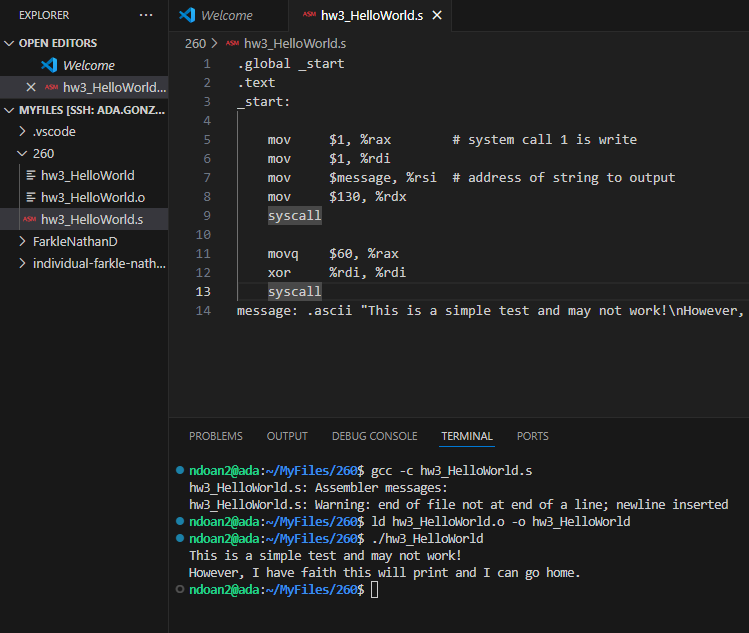 EXPLORER ...
OPEN EDITORS
Welcome
ASM hw3_HelloWorld...
MYFILES [SSH: ADA.GONZ...
.vscode
260
hw3_HelloWorld
hw3_HelloWorld.o
ASM hw3_HelloWorld.s
FarkleNathanD
individual-farkle-nath...
Welcome ASM hw3_HelloWorld.s
260 > ASM hw3_HelloWorld.s
1 .global _start
2 .text
3 _start:
4
5 mov $1, %rax # system call 1 is write
6 mov $1, %rdi
7 mov $message, %rsi # address of string to output
8 mov $130, %rdx
9 syscall
10
11 movq $60, %rax
12 xor %rdi, %rdi
13 syscall
14 message: .ascii "This is a simple test and may not work!\nHowever,
PROBLEMS OUTPUT DEBUG CONSOLE TERMINAL PORTS
ndoan2@ada:~/MyFiles/260$ gcc -c hw3_HelloWorld.s
hw3_HelloWorld.s: Assembler messages:
hw3_HelloWorld.s: Warning: end of file not at end of a line; newline inserted
ndoan2@ada:~/MyFiles/260$ ld hw3_HelloWorld.o -o hw3_HelloWorld
ndoan2@ada:~/MyFiles/260$ ./hw3_HelloWorld
This is a simple test and may not work!
However, I have faith this will print and I can go home.
ndoan2@ada:~/MyFiles/260$